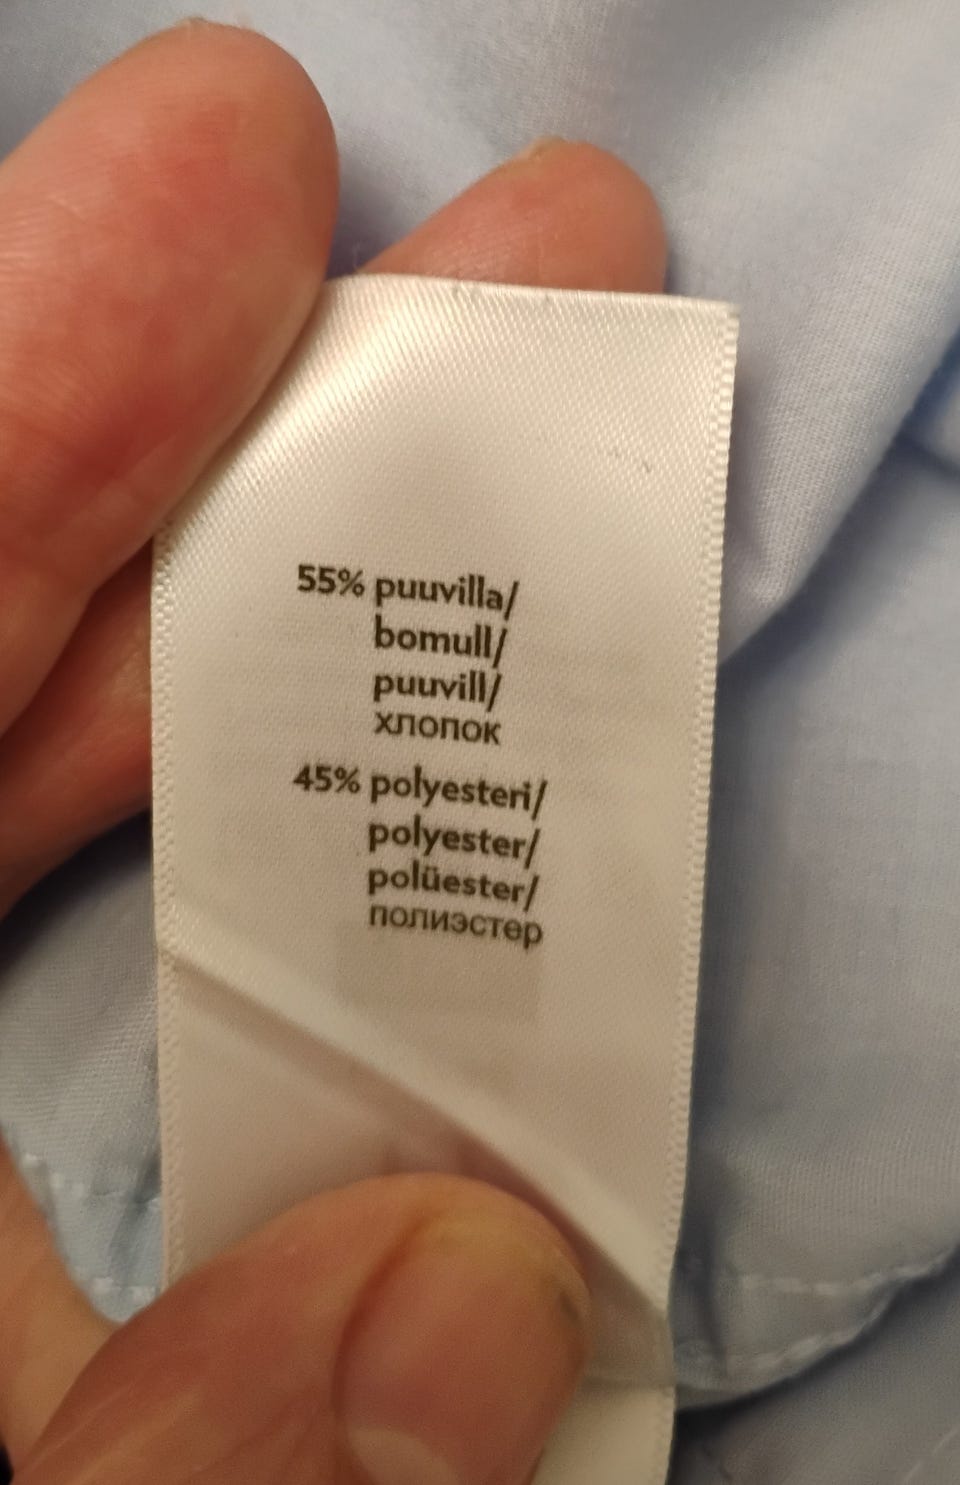 55% puuvilla/
bomull/
puuvill/
хлопок
45% polyesteri/
polyester/
polüester/
полиэстер